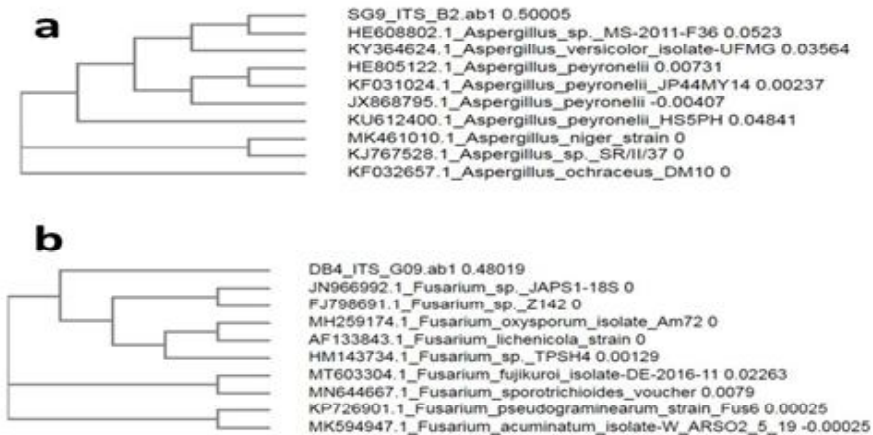 a
SG9_ITS_B2.ab1 0.50005
HE608802.1_Aspergillus_sp._MS-2011-F36 0.0523
KY364624.1_Aspergillus_versicolor_isolate-UFMG 0.03564
HE805122.1_Aspergillus_peyronelii 0.00731
KF031024.1_Aspergillus_peyronelii_JP44MY14 0.00237
JX868795.1_Aspergillus_peyronelii -0.00407
KU612400.1_Aspergillus_peyronelii_HS5PH 0.04841
MK461010.1_Aspergillus_niger_strain 0
KJ767528.1_Aspergillus_sp._SR/II/37 0
KF032657.1_Aspergillus_ochraceus_DM10 0
b
DB4_ITS_G09.ab1 0.48019
JN966992.1_Fusarium_sp._JAPS1-18S 0
FJ798691.1_Fusarium_sp._Z142 0
MH259174.1_Fusarium_oxysporum_isolate_Am72 0
AF133843.1_Fusarium_lichenicola_strain 0
HM143734.1_Fusarium_sp._TPSH4 0.00129
MT603304.1_Fusarium_fujikuroi_isolate-DE-2016-11 0.02263
MN644667.1_Fusarium_sporotrichioides_voucher 0.0079
KP726901.1_Fusarium_pseudograminearum_strain_Fus6 0.00025
MK594947.1_Fusarium_acuminatum_isolate-W_ARSO2_5_19 -0.00025